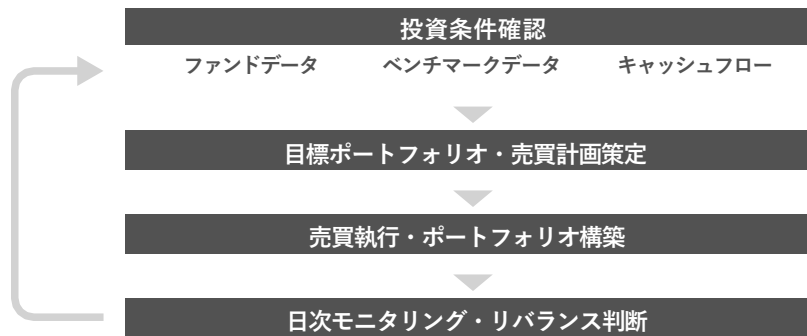 投資条件確認
ファンドデータ ベンチマークデータ キャッシュフロー
目標ポートフォリオ・売買計画策定
売買執行・ポートフォリオ構築
日次モニタリング・リバランス判断